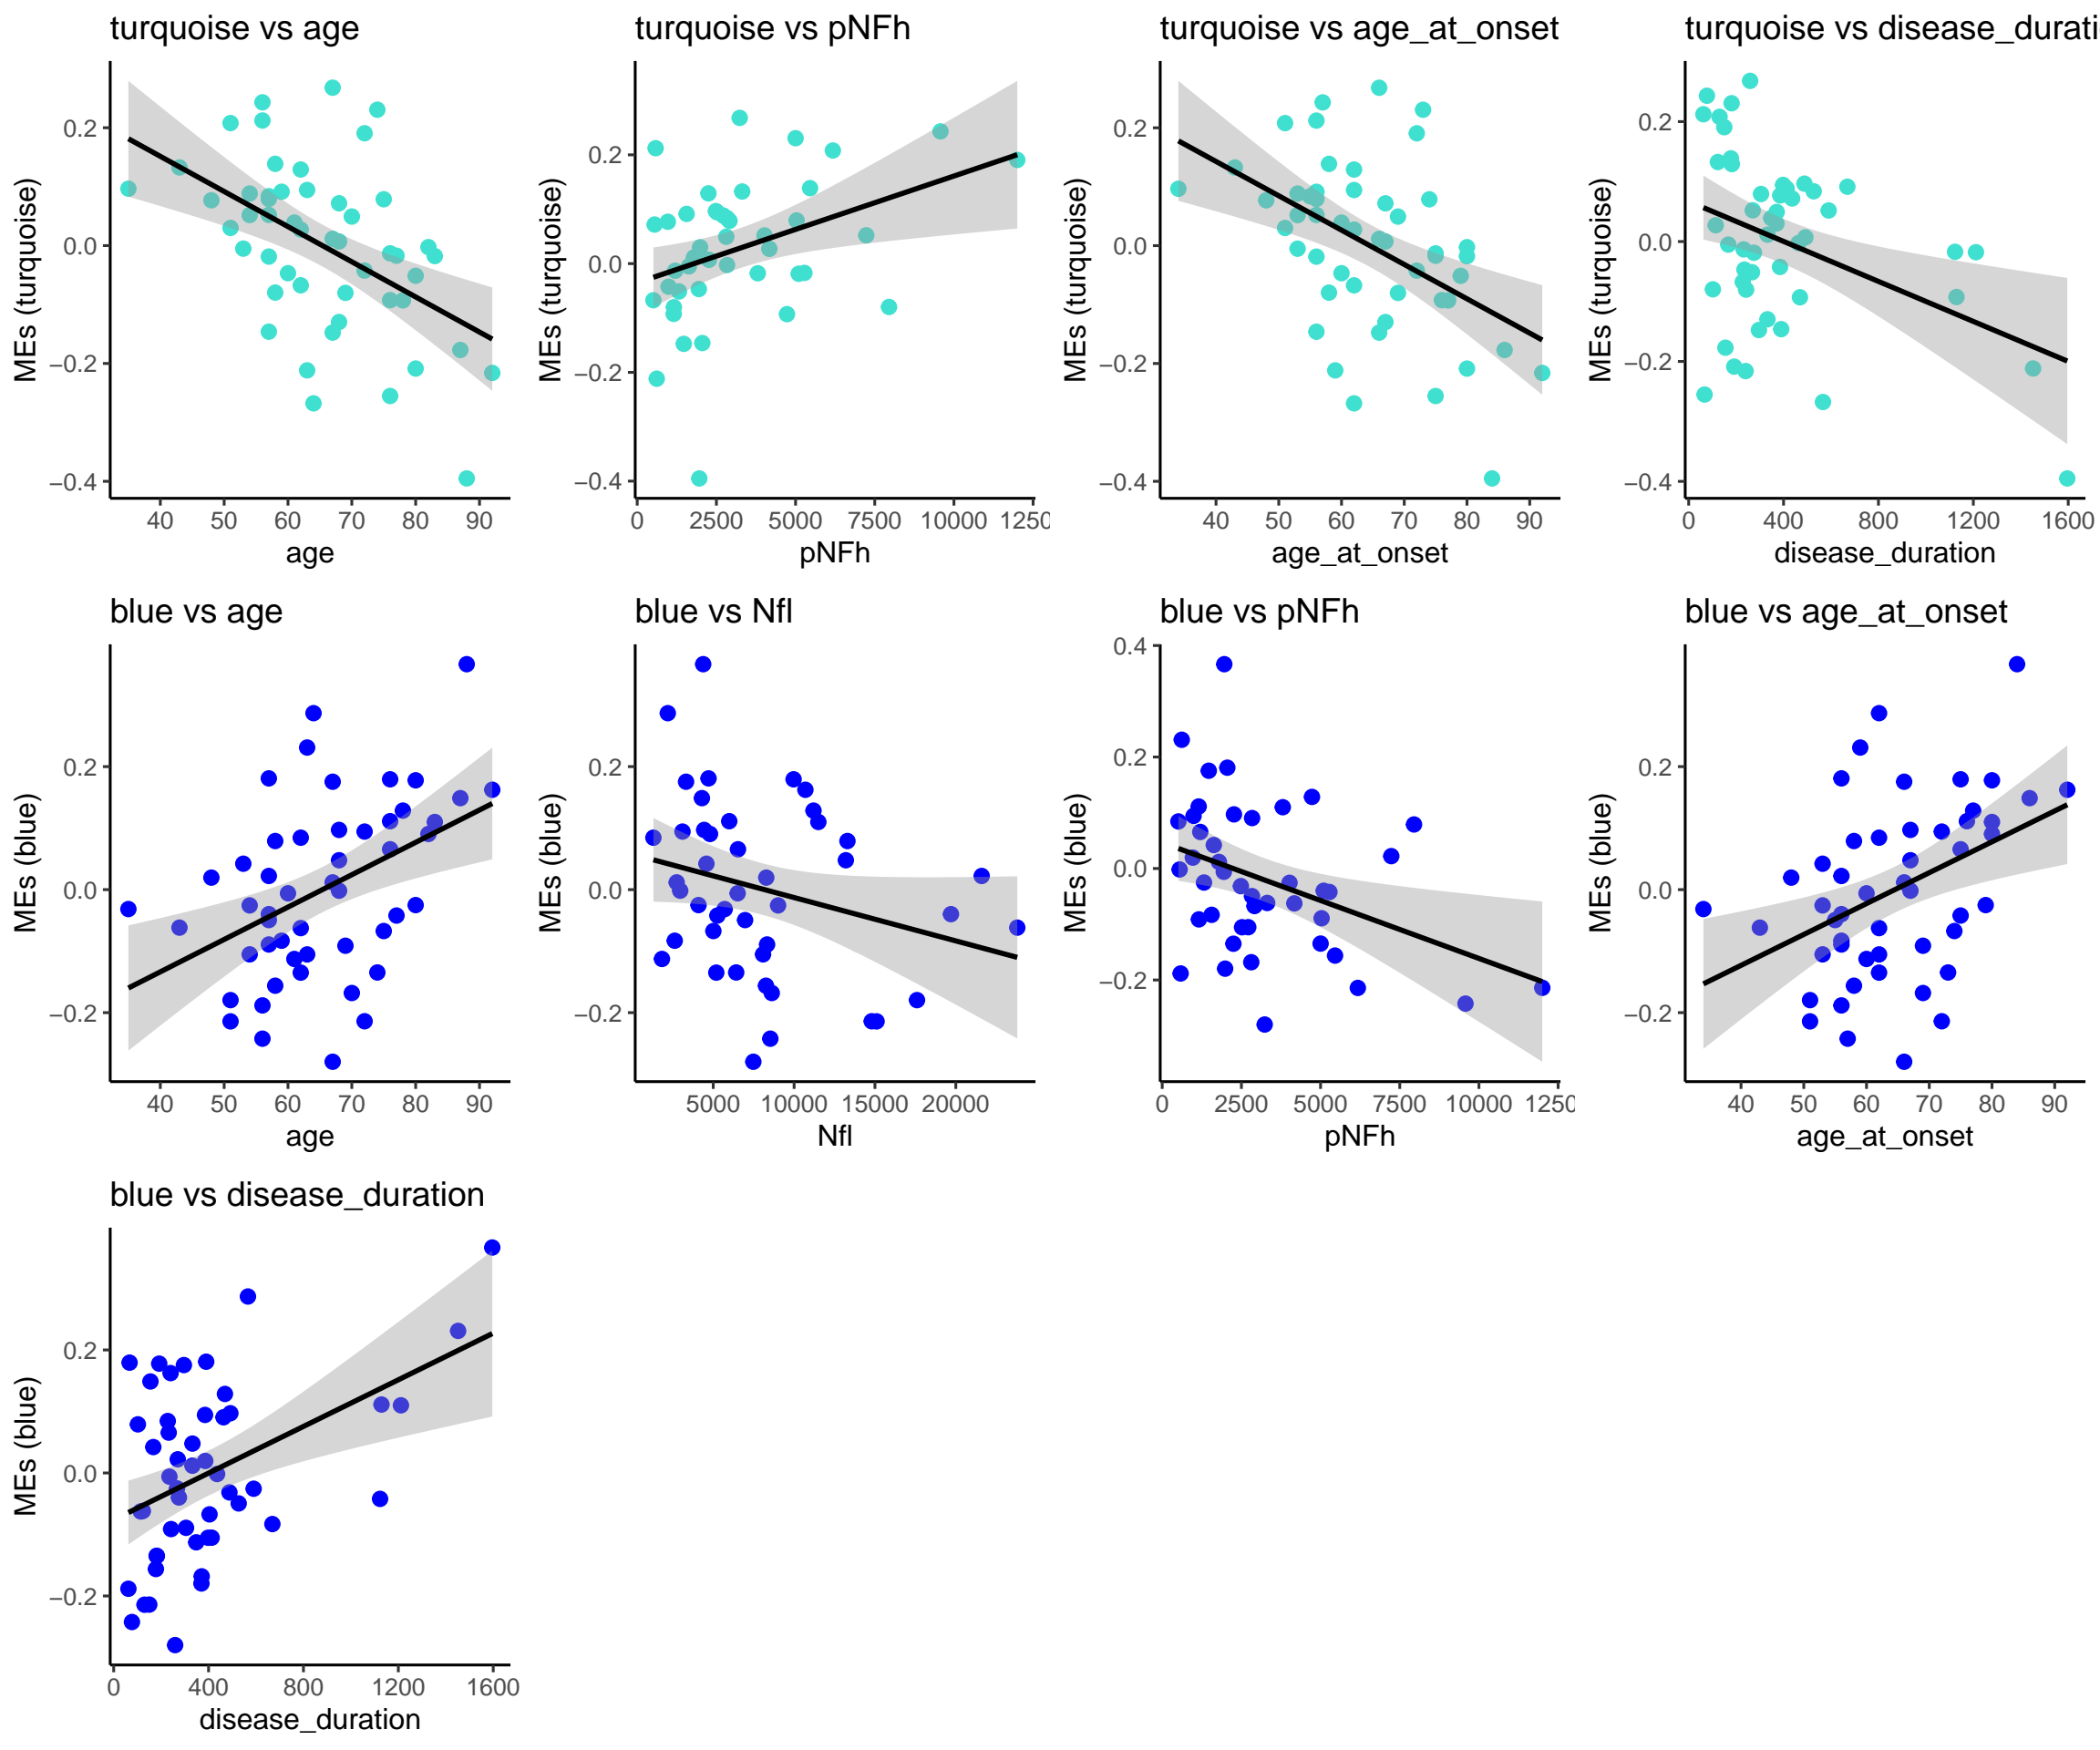 turquoise vs age
turquoise vs pNFh
turquoise vs age_at_onset
turquoise vs disease_durati
MEs (turquoise)
0.2
0.0
−0.2
−0.4
40 50 60 70 80 90
age
MEs (turquoise)
0.2
0.0
−0.2
−0.4
0 2500 5000 7500 10000 1250
pNFh
MEs (turquoise)
0.2
0.0
−0.2
−0.4
40 50 60 70 80 90
age_at_onset
MEs (turquoise)
0.2
0.0
−0.2
−0.4
0 400 800 1200 1600
disease_duration
blue vs age
blue vs Nfl
blue vs pNFh
blue vs age_at_onset
MEs (blue)
0.2
0.0
−0.2
40 50 60 70 80 90
age
MEs (blue)
0.2
0.0
−0.2
5000 10000 15000 20000
Nfl
MEs (blue)
0.4
0.2
0.0
−0.2
0 2500 5000 7500 10000 1250
pNFh
MEs (blue)
0.2
0.0
−0.2
40 50 60 70 80 90
age_at_onset
blue vs disease_duration
MEs (blue)
0.2
0.0
−0.2
0 400 800 1200 1600
disease_duration